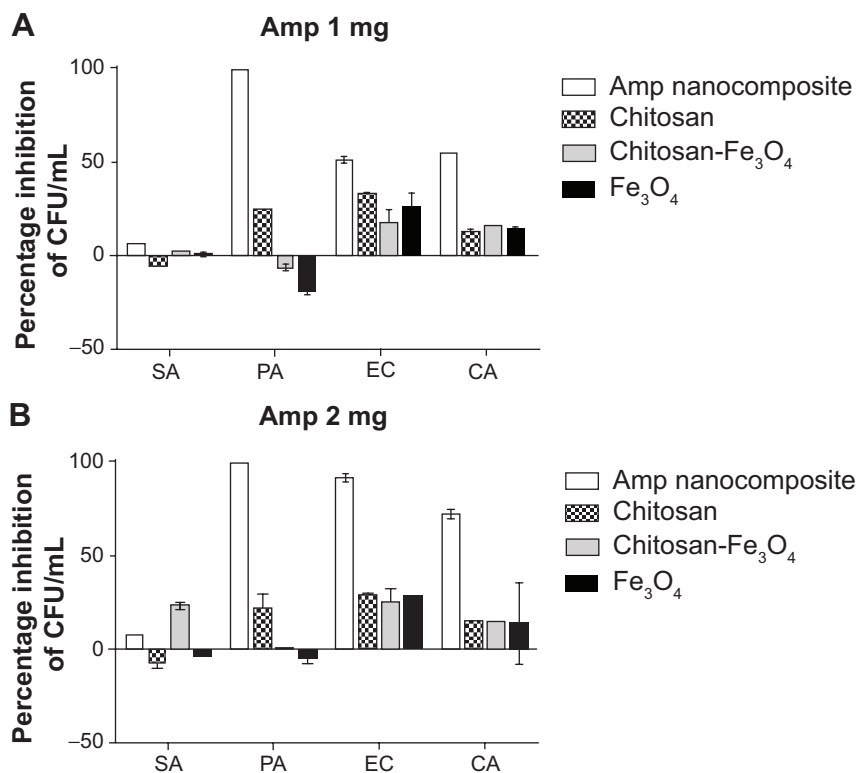 A
Amp 1 mg
Percentage inhibition
of CFU/mL
100
50
0
–50
SA PA EC CA
Amp nanocomposite
Chitosan
Chitosan-Fe₃O₄
Fe₃O₄
B
Amp 2 mg
Percentage inhibition
of CFU/mL
100
50
0
–50
SA PA EC CA
Amp nanocomposite
Chitosan
Chitosan-Fe₃O₄
Fe₃O₄